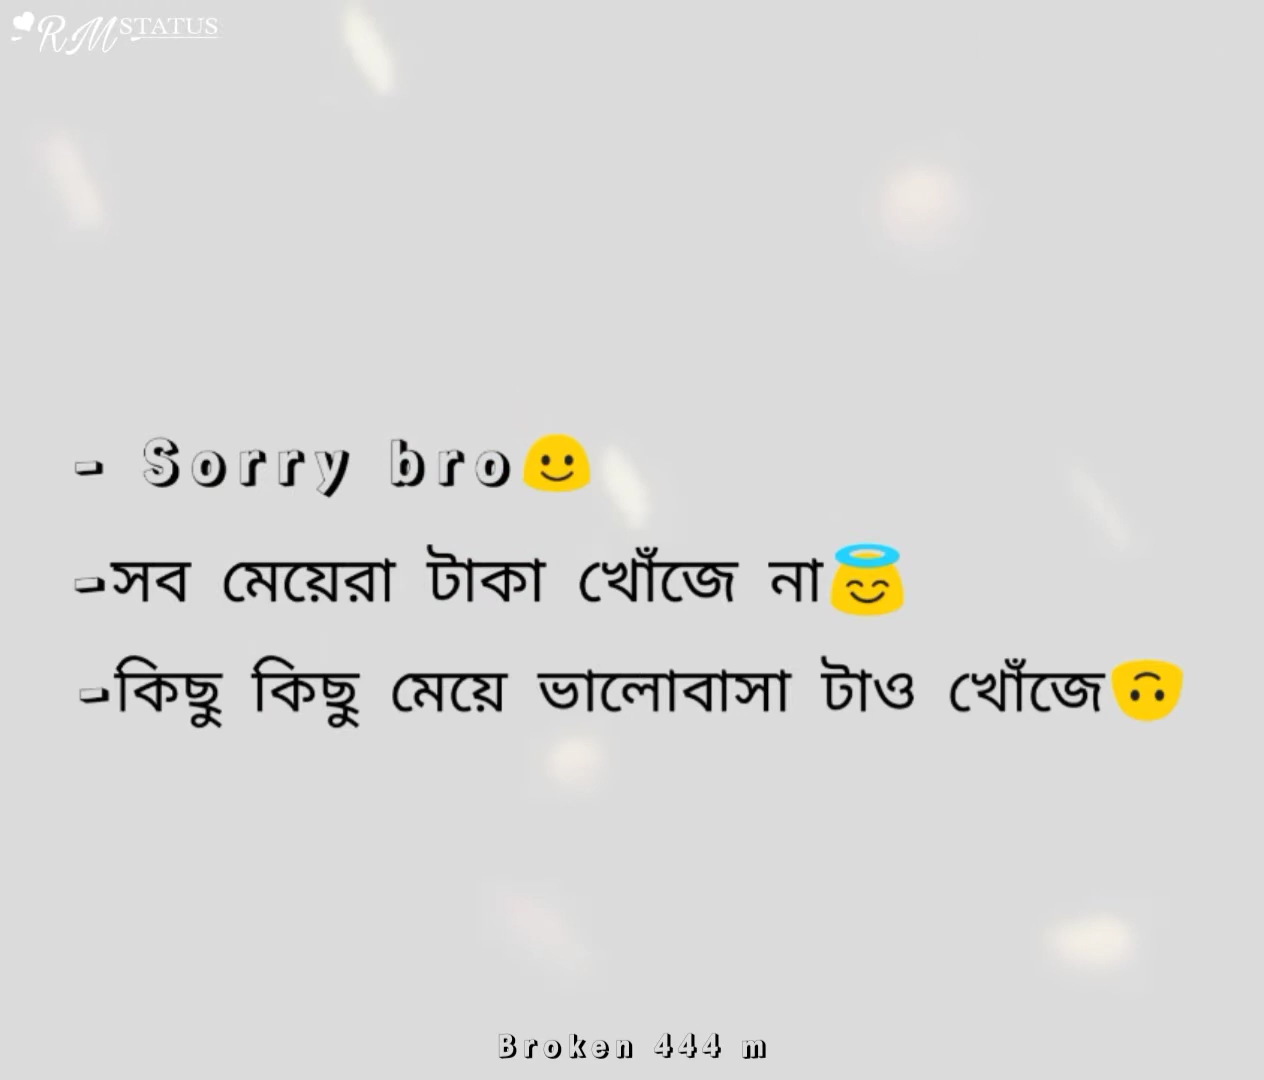 RM STATUS
- Sorry bro🙂
-সব মেয়েরা টাকা খোঁজে না😇
-কিছু কিছু মেয়ে ভালোবাসা টাও খোঁজে🙃
Broken 444 m